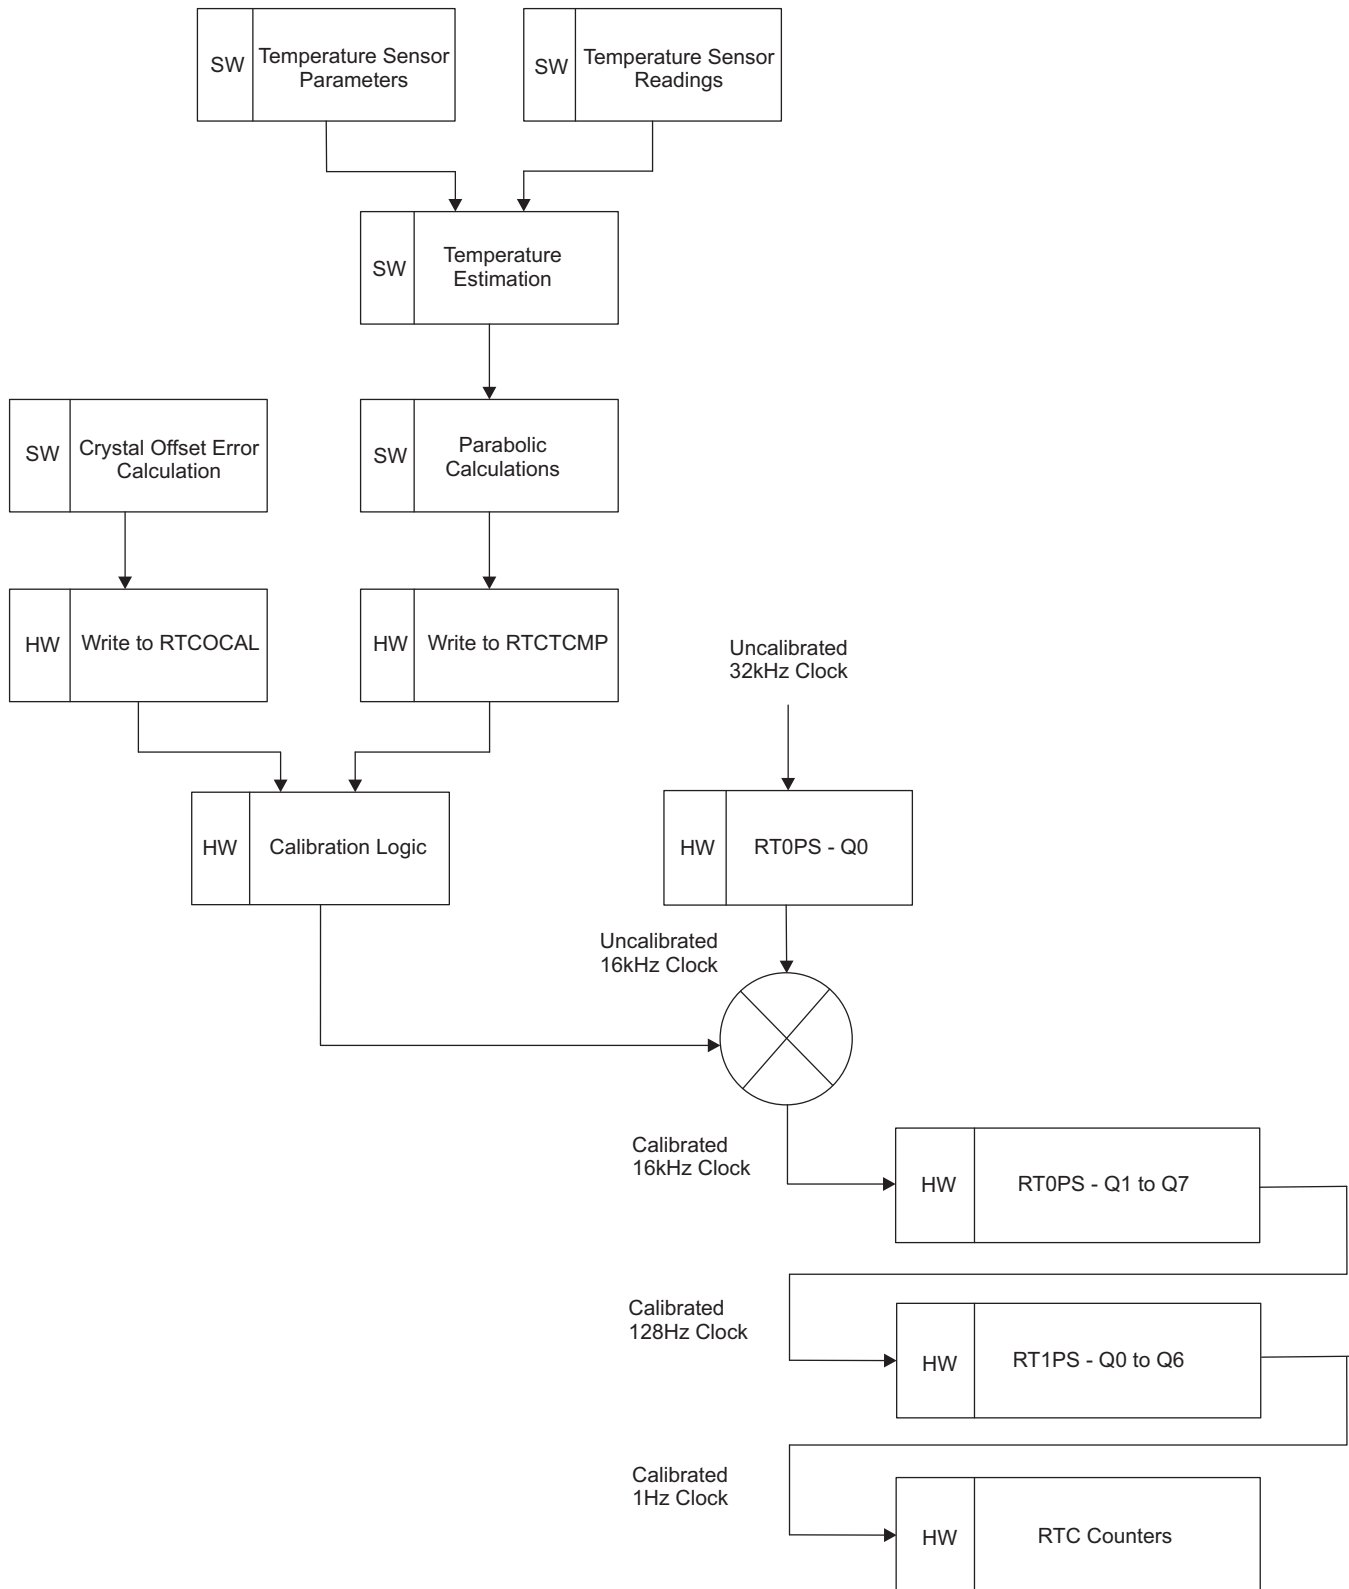 SW
Temperature Sensor
Parameters
SW
Temperature Sensor
Readings
SW
Temperature
Estimation
SW
Crystal Offset Error
Calculation
SW
Parabolic
Calculations
HW
Write to RTCOCAL
HW
Write to RTCTCMP
Uncalibrated
32kHz Clock
HW
Calibration Logic
HW
RT0PS - Q0
Uncalibrated
16kHz Clock
Calibrated
16kHz Clock
HW
RT0PS - Q1 to Q7
Calibrated
128Hz Clock
HW
RT1PS - Q0 to Q6
Calibrated
1Hz Clock
HW
RTC Counters